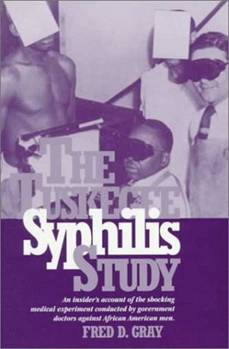 THE
TUSKEGEE
Syphilis
STUDY
An insider's account of the shocking
medical experiment conducted by government
doctors against African American men.
FRED D. GRAY